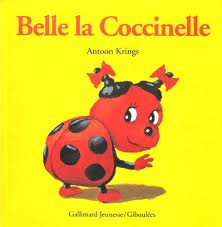 Belle la Coccinelle
Antoon Krings
Gallimard Jeunesse/Giboulées